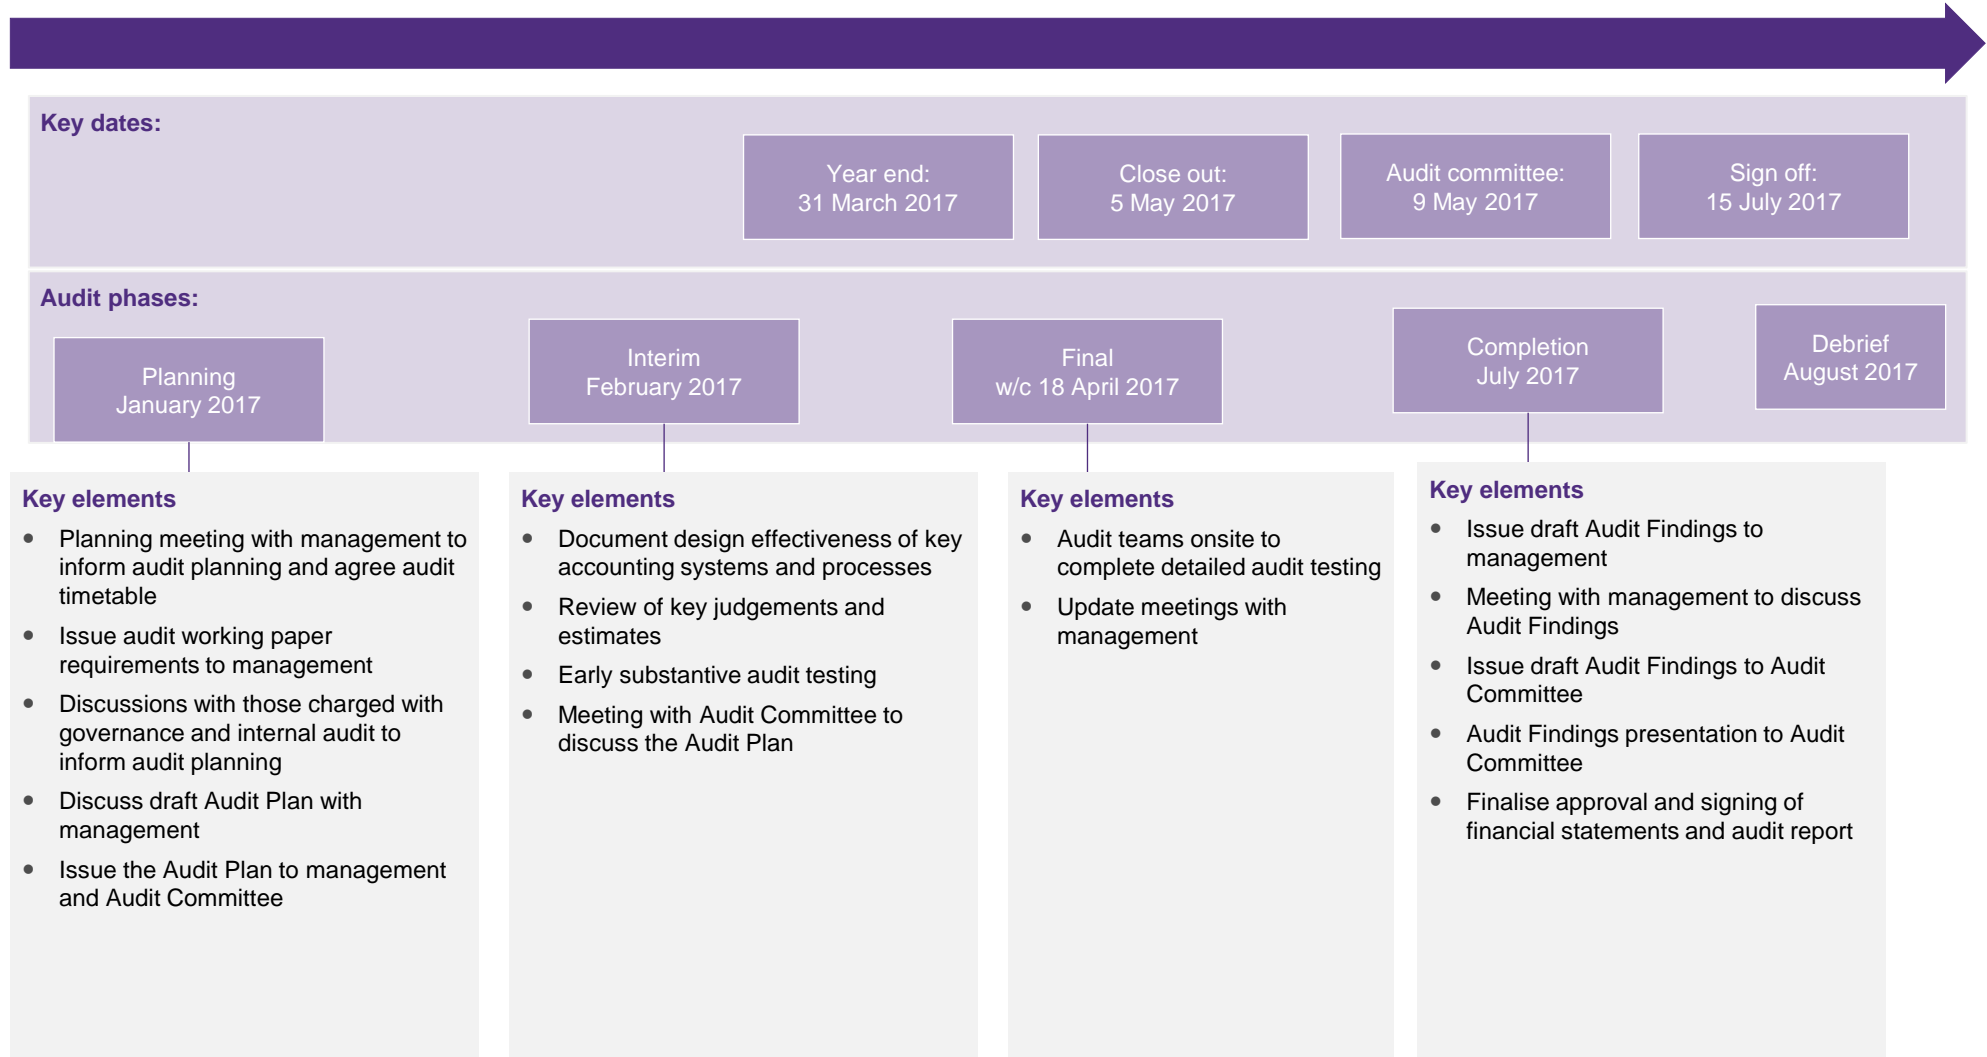 Key dates:
Year end:
31 March 2017
Close out:
5 May 2017
Audit committee:
9 May 2017
Sign off:
15 July 2017
Audit phases:
Planning
January 2017
Interim
February 2017
Final
w/c 18 April 2017
Completion
July 2017
Debrief
August 2017
Key elements
• Planning meeting with management to
inform audit planning and agree audit
timetable
• Issue audit working paper
requirements to management
• Discussions with those charged with
governance and internal audit to
inform audit planning
• Discuss draft Audit Plan with
management
• Issue the Audit Plan to management
and Audit Committee
Key elements
• Document design effectiveness of key
accounting systems and processes
• Review of key judgements and
estimates
• Early substantive audit testing
• Meeting with Audit Committee to
discuss the Audit Plan
Key elements
• Audit teams onsite to
complete detailed audit testing
• Update meetings with
management
Key elements
• Issue draft Audit Findings to
management
• Meeting with management to discuss
Audit Findings
• Issue draft Audit Findings to Audit
Committee
• Audit Findings presentation to Audit
Committee
• Finalise approval and signing of
financial statements and audit report